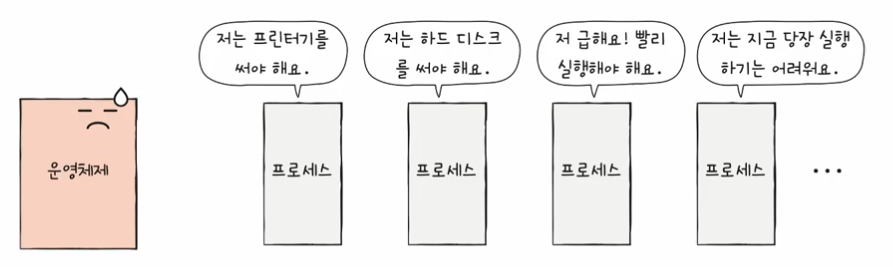 저는 프린터기를
써야 해요.
저는 하드 디스크
를 써야 해요.
저 급해요! 빨리
실행해야 해요.
저는 지금 당장 실행
하기는 어려워요.
운영체제
프로세스
프로세스
프로세스
프로세스
...